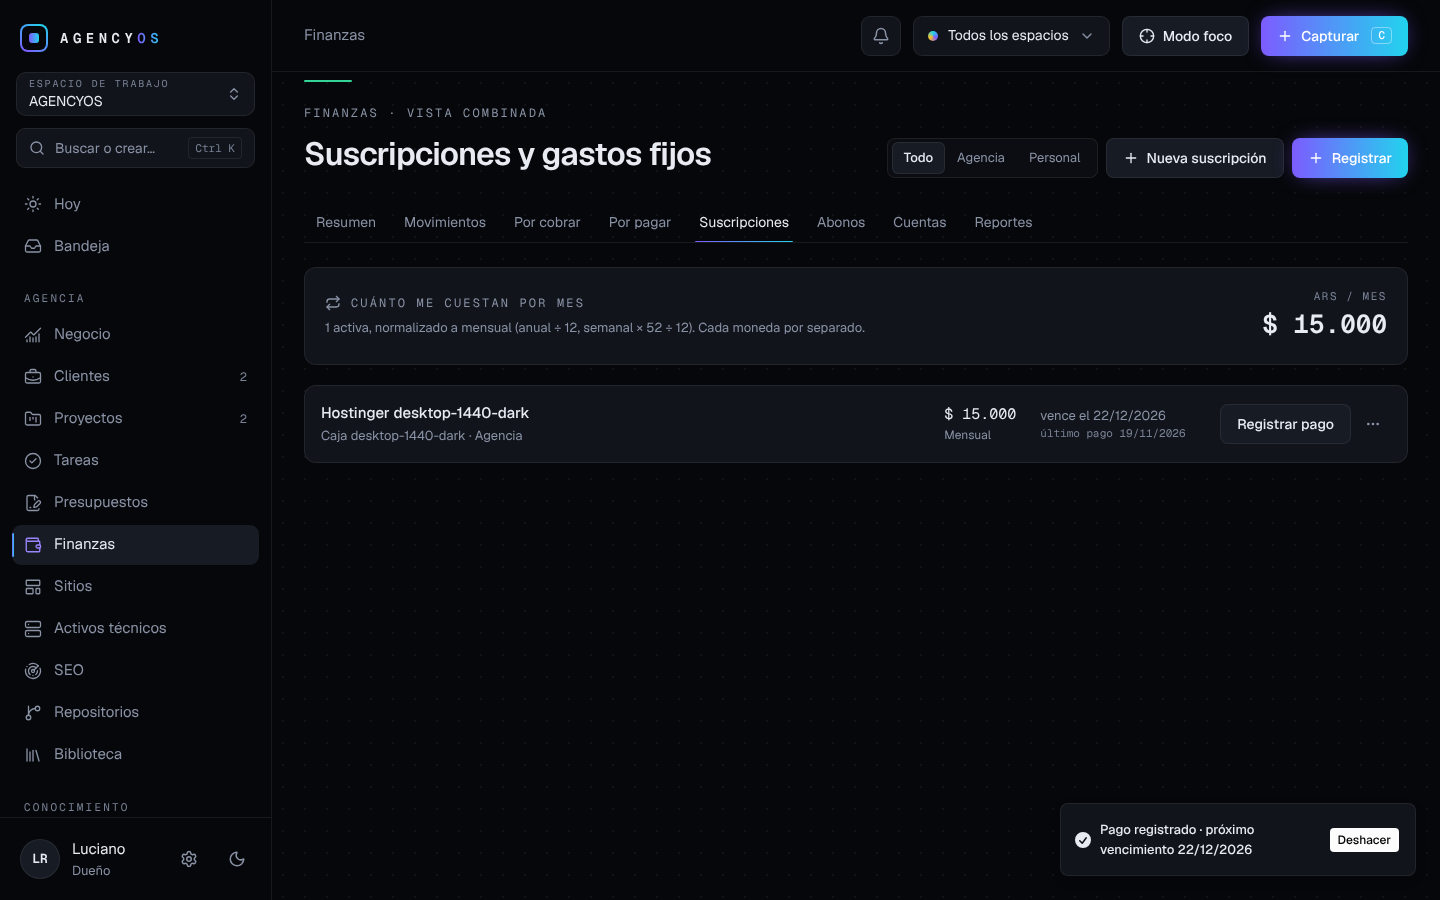 AGENCYOS
ESPACIO DE TRABAJO
AGENCYOS
Buscar o crear... Ctrl K
Hoy
Bandeja
AGENCIA
Negocio
Clientes 2
Proyectos 2
Tareas
Presupuestos
Finanzas
Sitios
Activos técnicos
SEO
Repositorios
Biblioteca
CONOCIMIENTO
LR Luciano
Dueño
Finanzas
Todos los espacios
Modo foco
Capturar C
FINANZAS · VISTA COMBINADA
Suscripciones y gastos fijos
Todo Agencia Personal
Nueva suscripción
Registrar
Resumen Movimientos Por cobrar Por pagar Suscripciones Abonos Cuentas Reportes
CUÁNTO ME CUESTAN POR MES
1 activa, normalizado a mensual (anual ÷ 12, semanal × 52 ÷ 12). Cada moneda por separado.
ARS / MES
$ 15.000
Hostinger desktop-1440-dark
Caja desktop-1440-dark · Agencia
$ 15.000
Mensual
vence el 22/12/2026
último pago 19/11/2026
Registrar pago
Pago registrado · próximo
vencimiento 22/12/2026
Deshacer